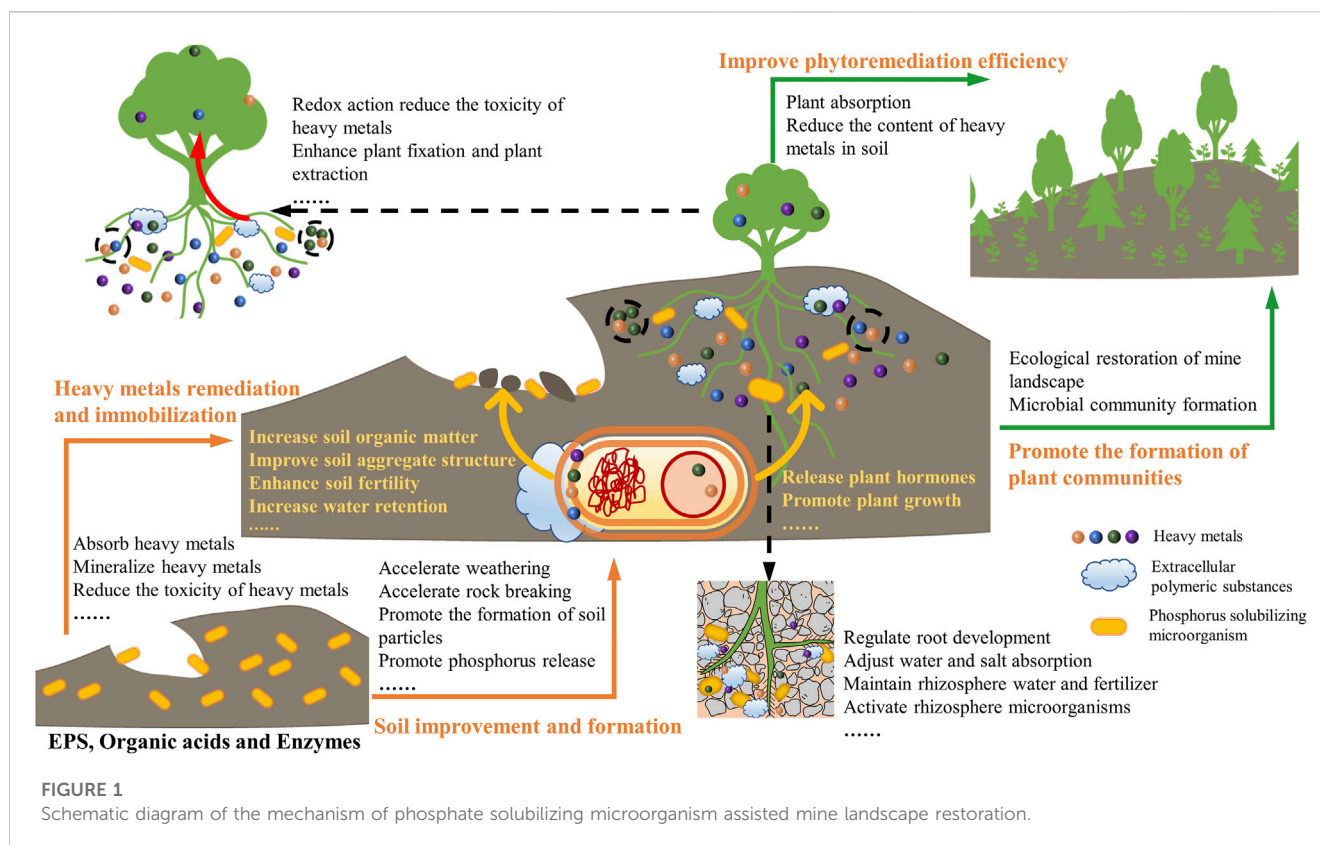 Improve phytoremediation efficiency
Redox action reduce the toxicity of
heavy metals
Enhance plant fixation and plant
extraction
......
Plant absorption
Reduce the content of heavy
metals in soil
Heavy metals remediation
and immobilization
Increase soil organic matter
Improve soil aggregate structure
Enhance soil fertility
Increase water retention
......
Release plant hormones
Promote plant growth
......
Ecological restoration of mine
landscape
Microbial community formation
Promote the formation of
plant communities
Absorb heavy metals
Mineralize heavy metals
Reduce the toxicity of heavy metals
......
Accelerate weathering
Accelerate rock breaking
Promote the formation of soil
particles
Promote phosphorus release
......
Soil improvement and formation
EPS, Organic acids and Enzymes
Regulate root development
Adjust water and salt absorption
Maintain rhizosphere water and fertilizer
Activate rhizosphere microorganisms
......
Heavy metals
Extracellular
polymeric substances
Phosphorus solubilizing
microorganism
FIGURE 1
Schematic diagram of the mechanism of phosphate solubilizing microorganism assisted mine landscape restoration.